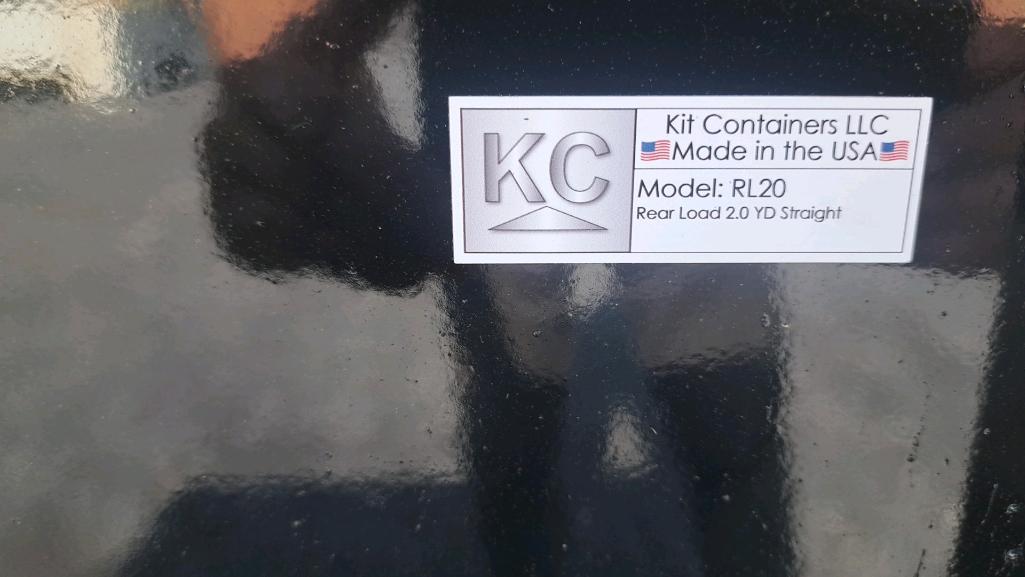 KC
Kit Containers LLC
Made in the USA
Model: RL20
Rear Load 2.0 YD Straight